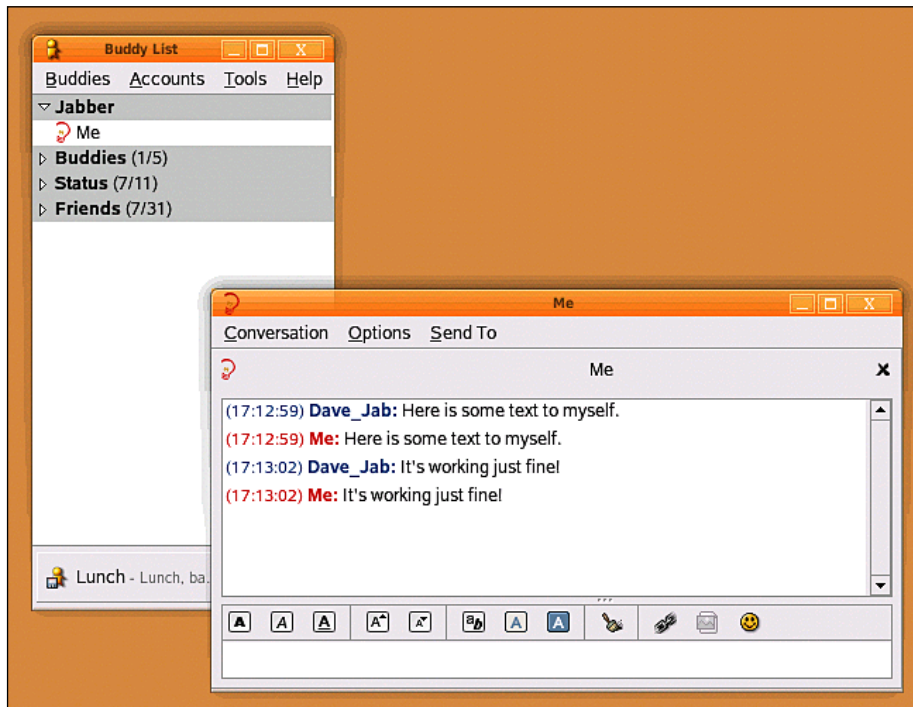 Buddy List
Buddies Accounts Tools Help
Jabber
Me
Buddies (1/5)
Status (7/11)
Friends (7/31)
Lunch - Lunch, ba..
Me
Conversation Options Send To
Me
(17:12:59) Dave_Jab: Here is some text to myself.
(17:12:59) Me: Here is some text to myself.
(17:13:02) Dave_Jab: It's working just fine!
(17:13:02) Me: It's working just fine!
A A A A A ab A A